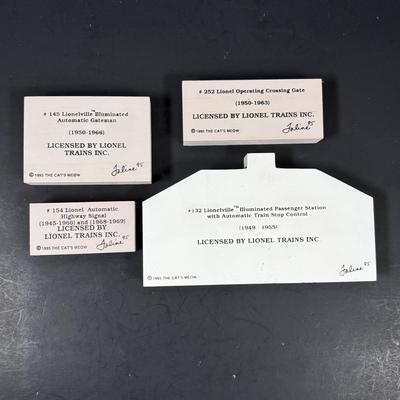 # 145 Lionelville™ Illuminated
Automatic Gateman
(1950-1966)
LICENSED BY LIONEL
TRAINS INC.
© 1995 THE CAT'S MEOW
Faline '95
# 252 Lionel Operating Crossing Gate
(1950-1963)
LICENSED BY LIONEL TRAINS INC.
© 1995 THE CAT'S MEOW
Faline '95
# 154 Lionel Automatic
Highway Signal
(1945-1966) and (1968-1969)
LICENSED BY
LIONEL TRAINS INC.
© 1995 THE CAT'S MEOW
Faline '95
#132 Lionelville™ Illuminated Passenger Station
with Automatic Train Stop Control
(1949 1955)
LICENSED BY LIONEL TRAINS INC
© 1995 THE CAT'S MEOW
Faline '95